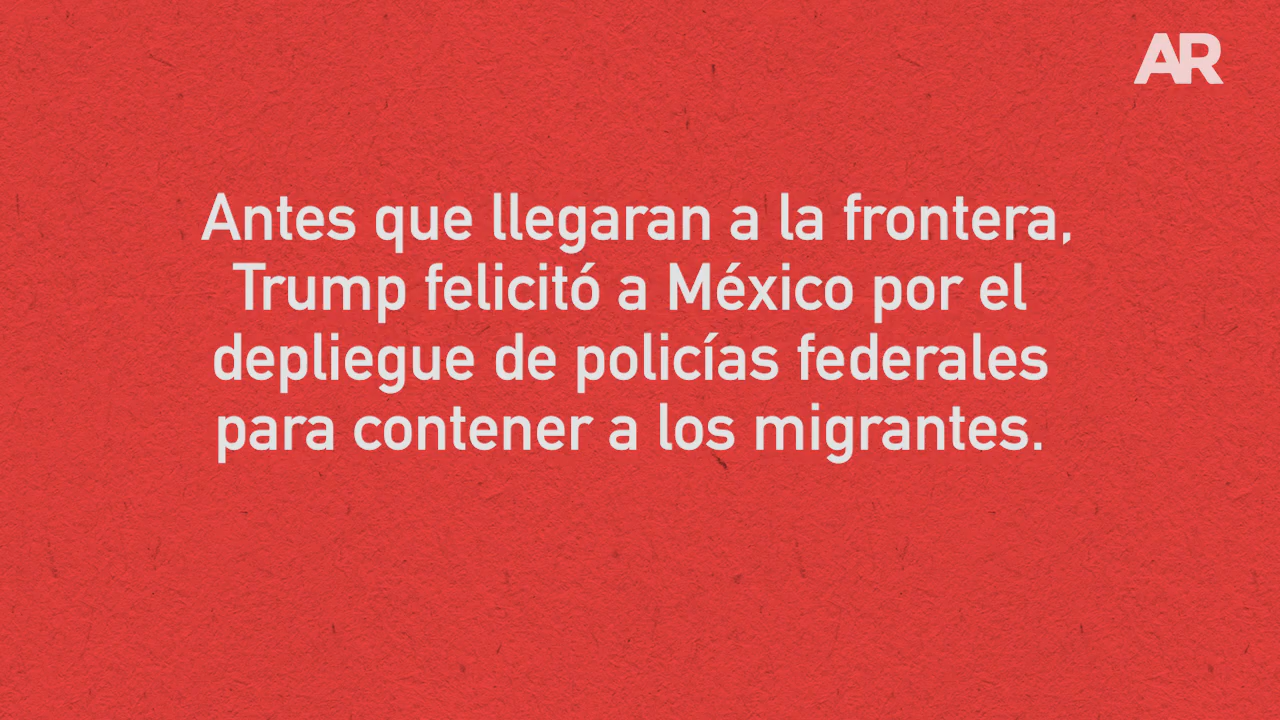 AR
Antes que llegaran a la frontera,
Trump felicitó a México por el
depliegue de policías federales
para contener a los migrantes.